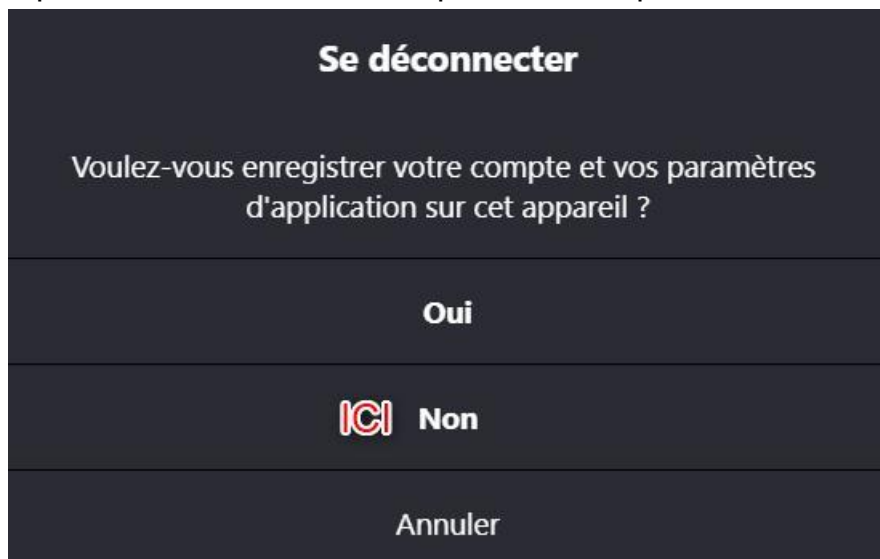 Se déconnecter
Voulez-vous enregistrer votre compte et vos paramètres
d'application sur cet appareil ?
Oui
ICI Non
Annuler